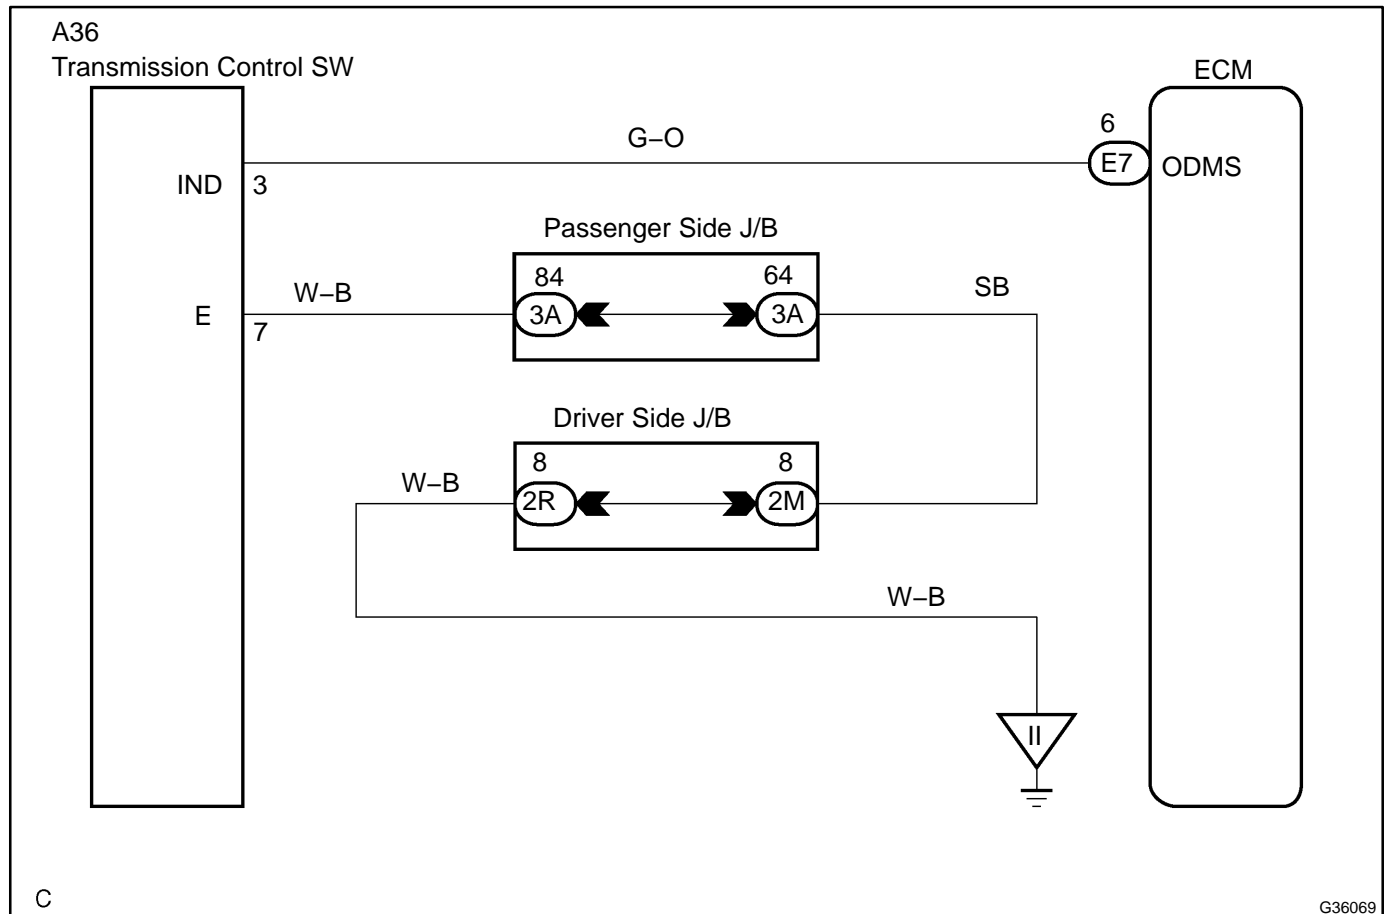 A36
Transmission Control SW
ECM
G–O
6
E7
ODMS
IND
3
Passenger Side J/B
84
64
W–B
3A
3A
SB
E
7
Driver Side J/B
8
8
W–B
2R
2M
W–B
II
C
G36069